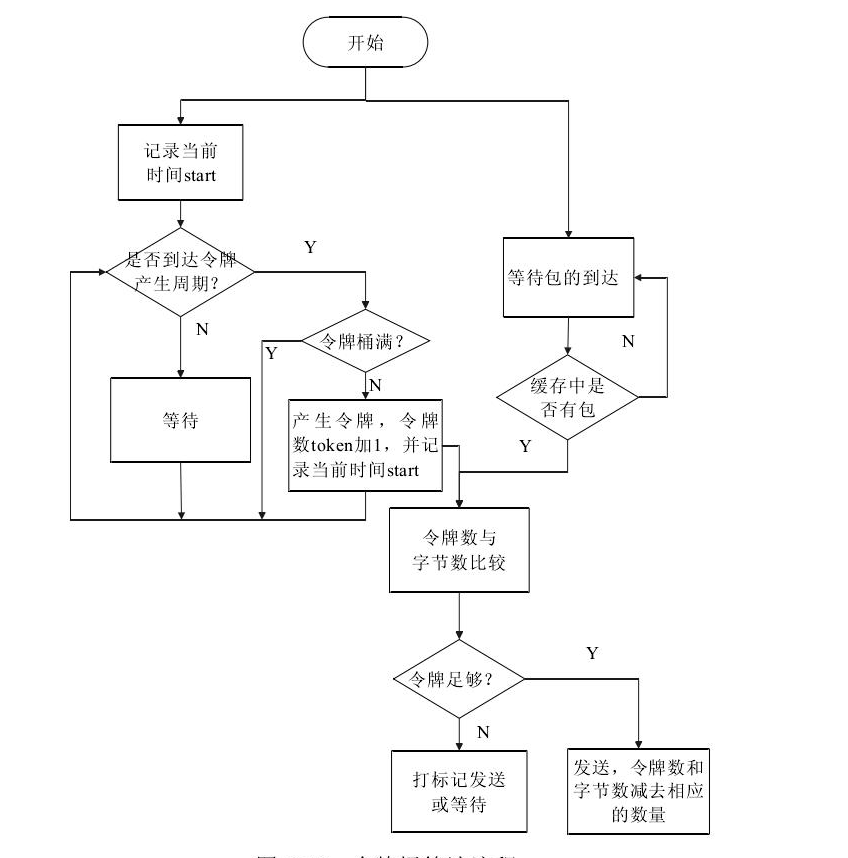 开始
记录当前
时间start
是否到达令牌
产生周期？
Y
N
等待
令牌桶满？
Y
N
产生令牌，令牌
数token加1，并记
录当前时间start
等待包的到达
N
缓存中是
否有包
Y
令牌数与
字节数比较
令牌足够？
Y
N
打标记发送
或等待
发送，令牌数和
字节数减去相应
的数量